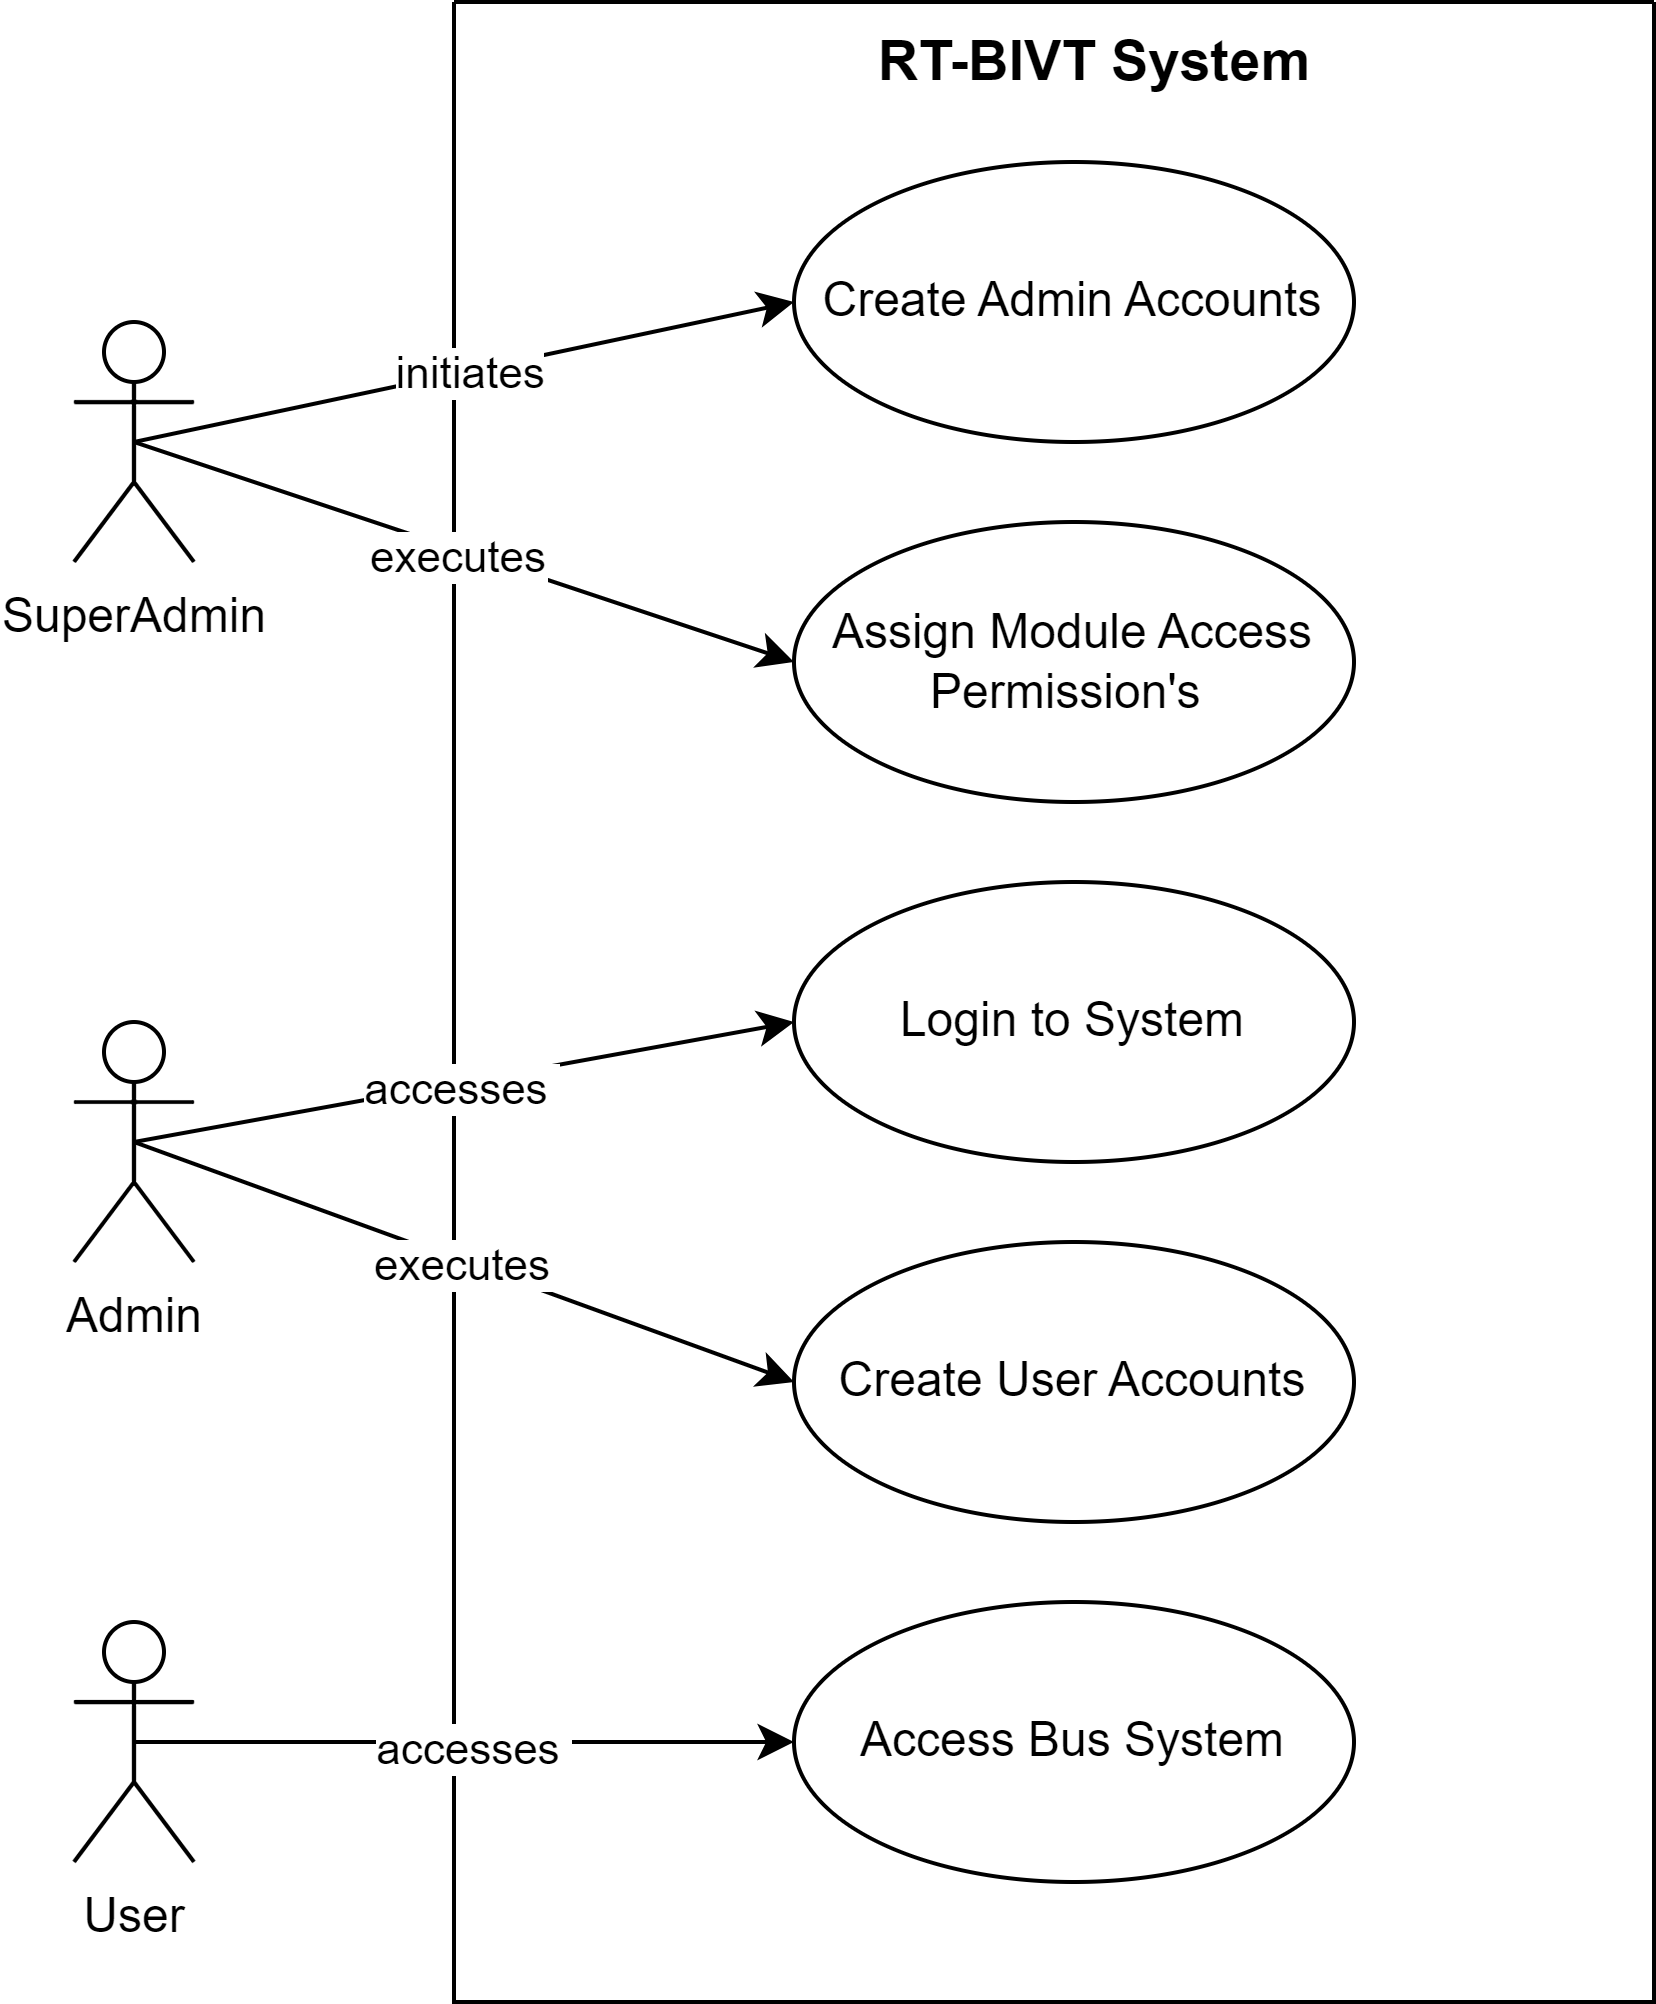 RT-BIVT System
Create Admin Accounts
initiates
executes
SuperAdmin
Assign Module Access
Permission's
Login to System
accesses
executes
Admin
Create User Accounts
Access Bus System
accesses
User